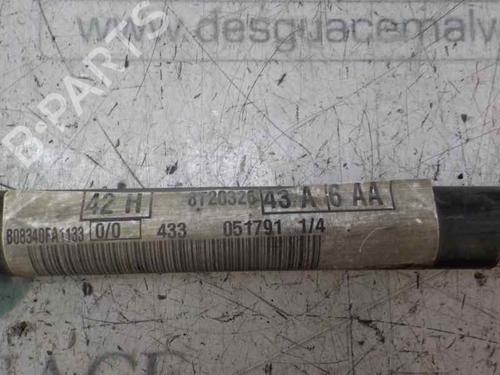 www.desguacemalv
B-PARTS
42 H 8T20326 43 A 6 AA
B08340FA1133 0/0 433 051791 1/4